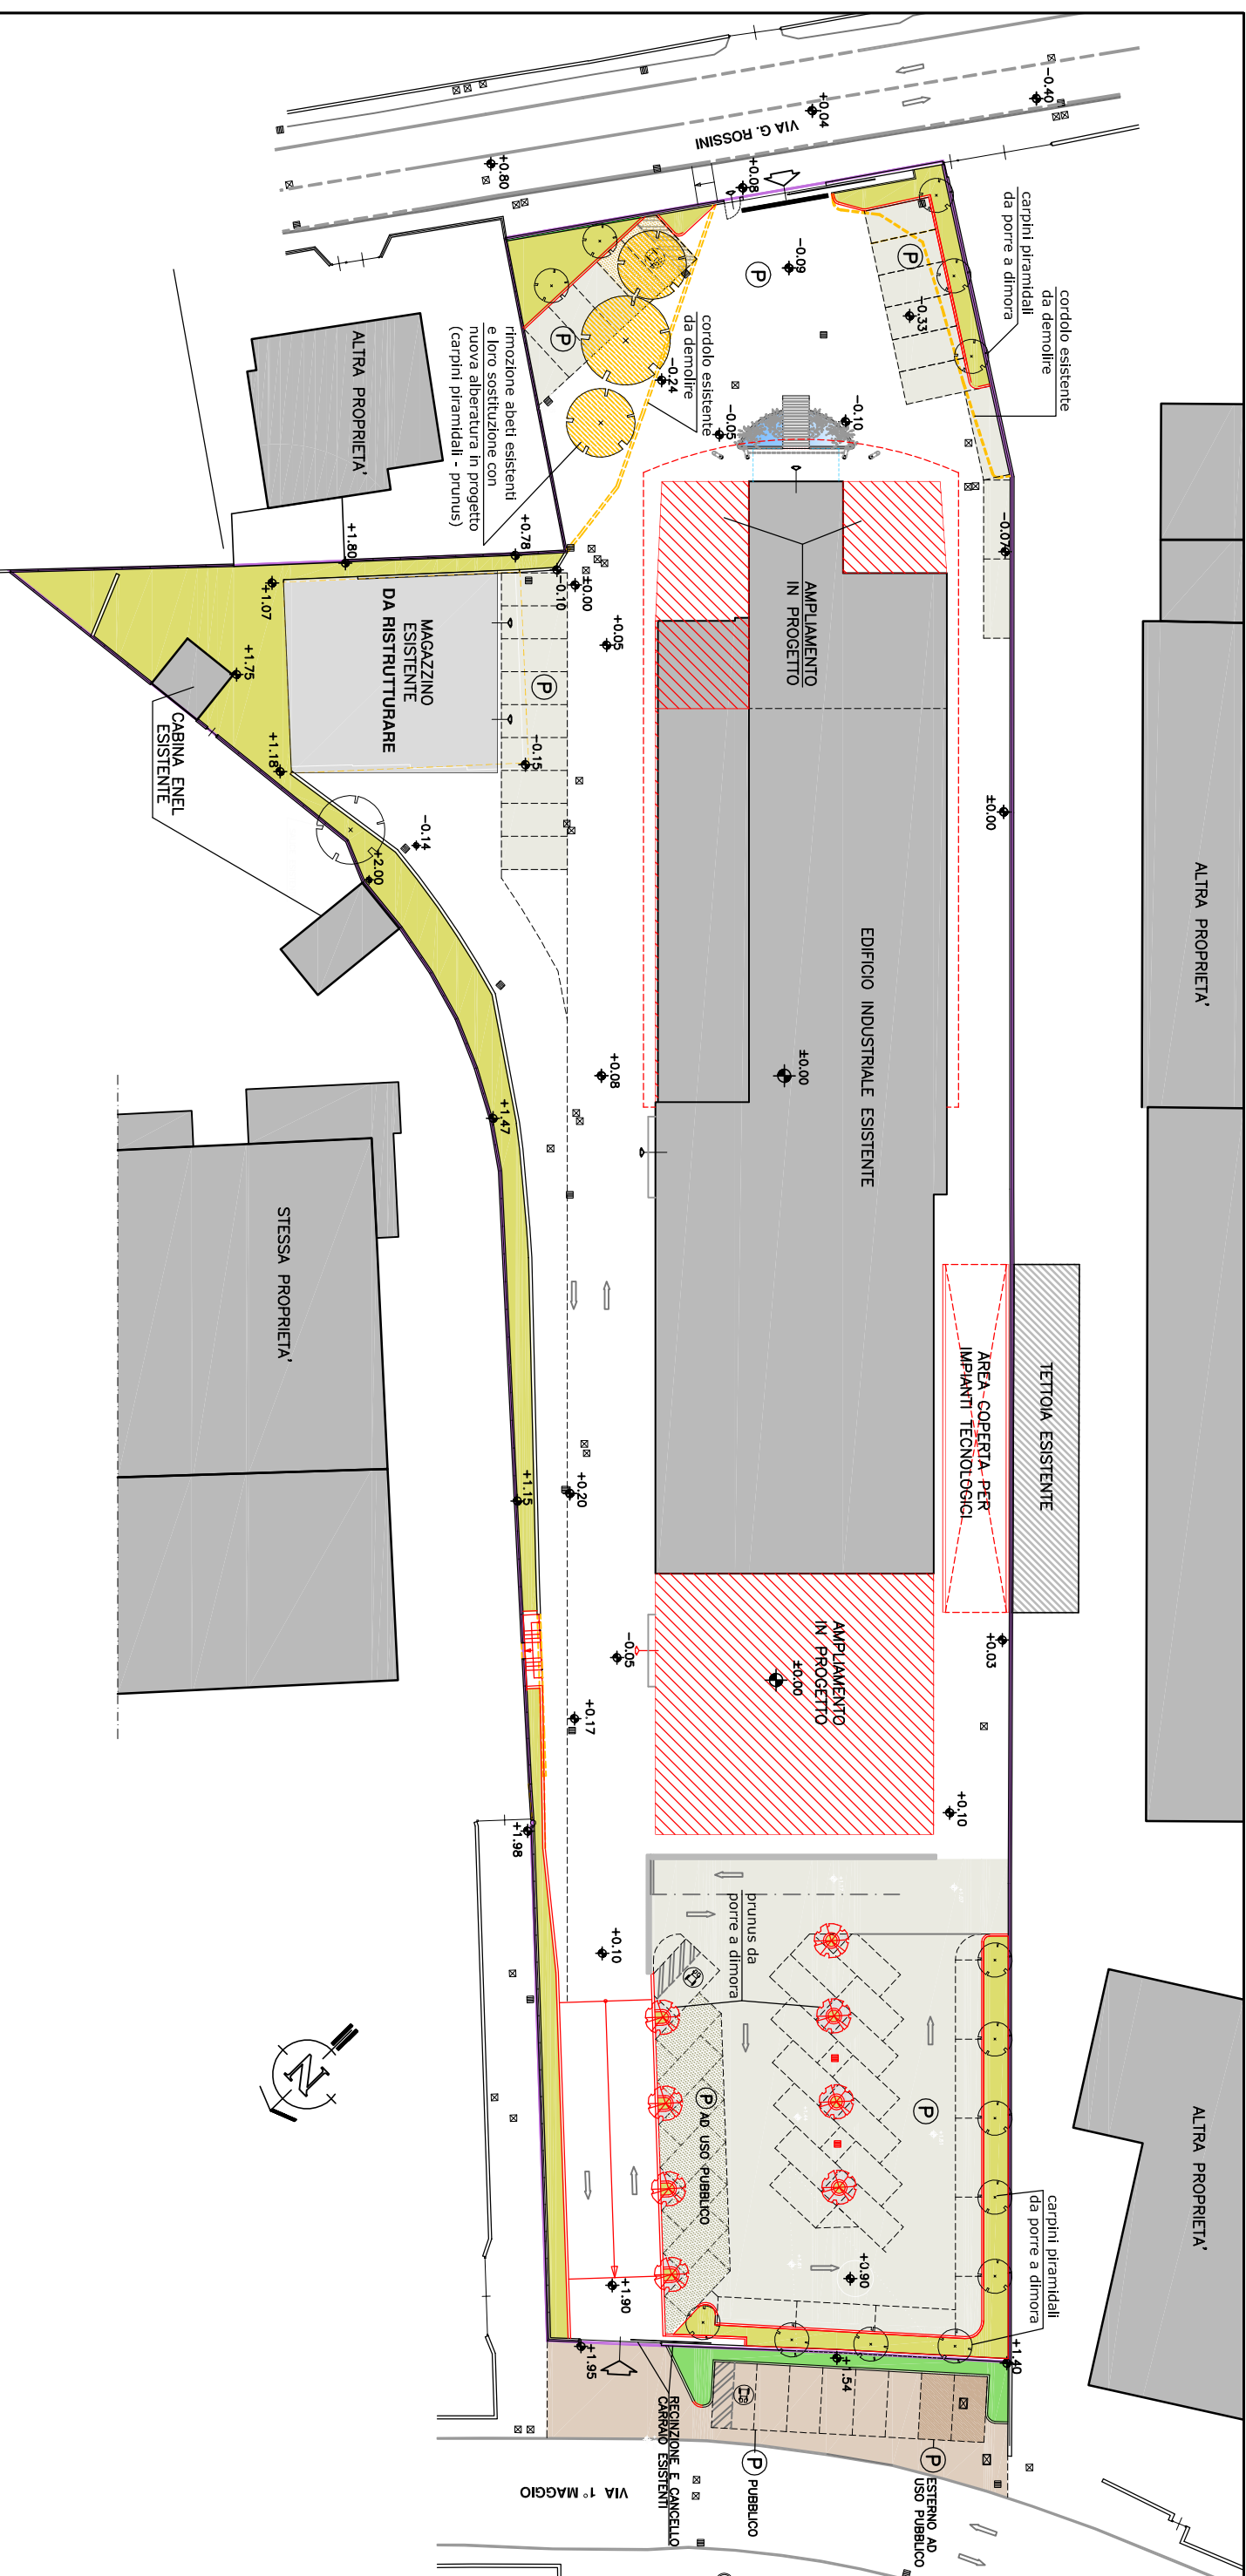 VIA G. ROSSINI
-0.40
+0.04
+0.80
+0.08
carpini piramidali
da porre a dimora
cordolo esistente
da demolire
P
-0.33
-0.09
P
cordolo esistente
da demolire
-0.24
P
-0.10
-0.05
rimozione abeti esistenti
e loro sostituzione con
nuova alberatura in progetto
(carpini piramidali - prunus)
ALTRA PROPRIETA'
-0.07
+0.78
+1.80
+1.07
-0.10
±0.00
+0.05
AMPLIAMENTO
IN PROGETTO
MAGAZZINO
ESISTENTE
DA RISTRUTTURARE
P
+1.75
-0.15
+1.18
CABINA ENEL
ESISTENTE
-0.14
+2.00
±0.00
ALTRA PROPRIETA'
EDIFICIO INDUSTRIALE ESISTENTE
±0.00
+0.08
+1.47
STESSA PROPRIETA'
TETTOIA ESISTENTE
AREA COPERTA PER
IMPIANTI TECNOLOGICI
+0.20
+1.15
+0.03
AMPLIAMENTO
IN PROGETTO
±0.00
-0.05
+0.17
+0.10
+1.98
+0.10
prunus da
porre a dimora
P
P AD USO PUBBLICO
ALTRA PROPRIETA'
carpini piramidali
da porre a dimora
N
+0.90
+1.90
+1.95
+1.54
+1.40
RECINZIONE E CANCELLO
CARRAIO ESISTENTI
P PUBBLICO
P ESTERNO AD
USO PUBBLICO
VIA 1° MAGGIO